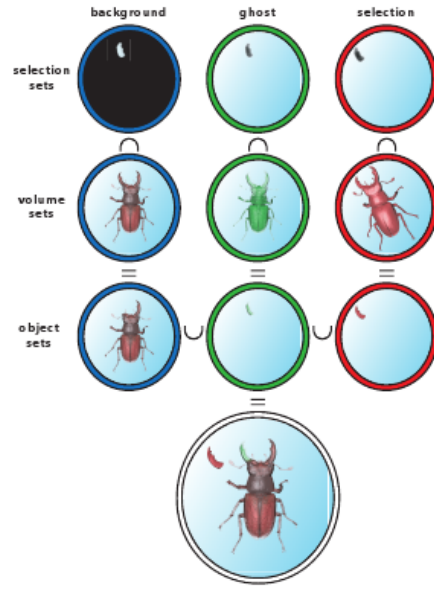 background ghost selection
selection
sets
volume
sets
object
sets